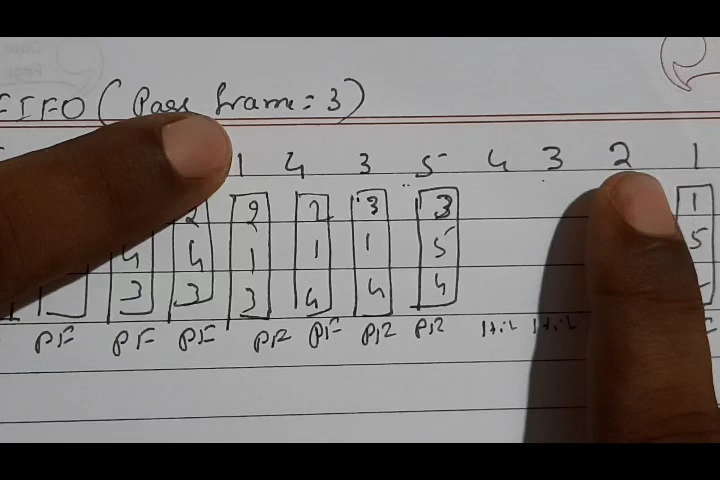 FIFO (Page frame = 3)
1 4 3 5 4 3 2 1
2 2 2 3 3 1
4 4 1 1 1 5 5
3 3 3 4 4 4
PF PF PF PF PF PF PF Hit Hit